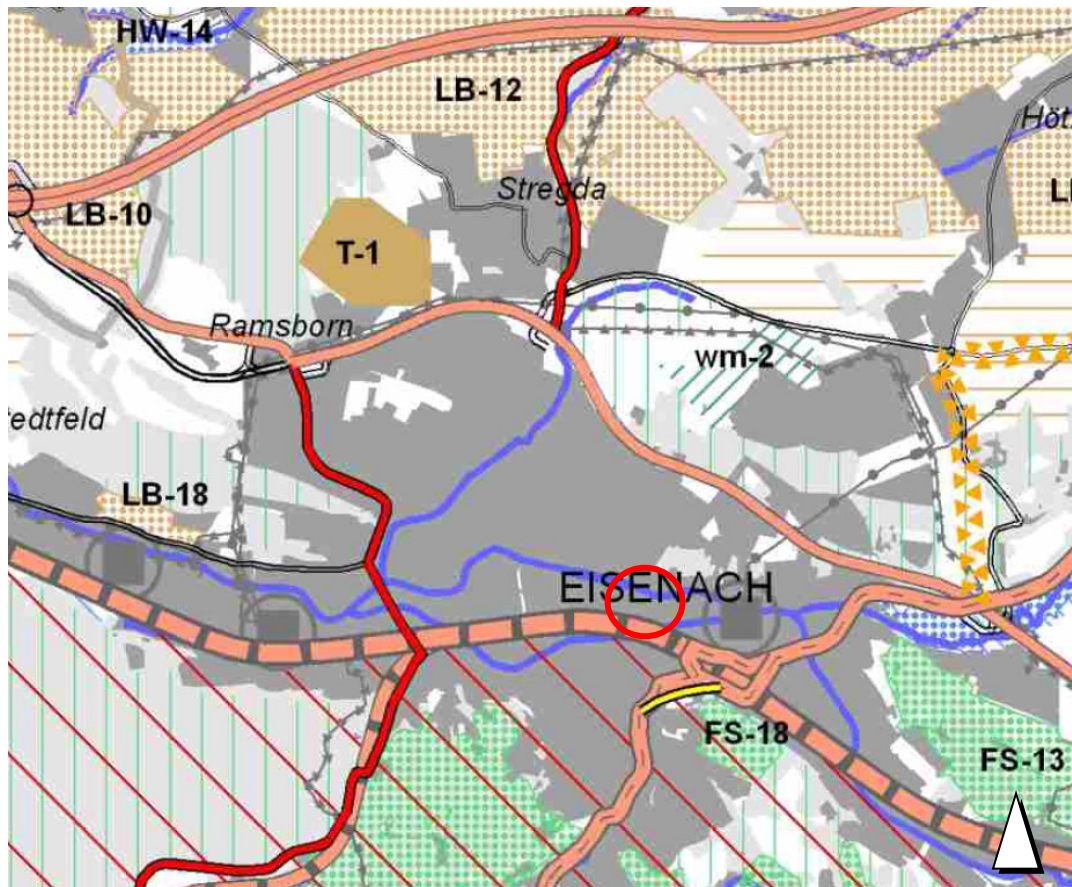 HW-14
LB-12
Höt
Stregda
LB-10
T-1
Ramsborn
wm-2
edtfeld
LB-18
EISENACH
FS-18
FS-13